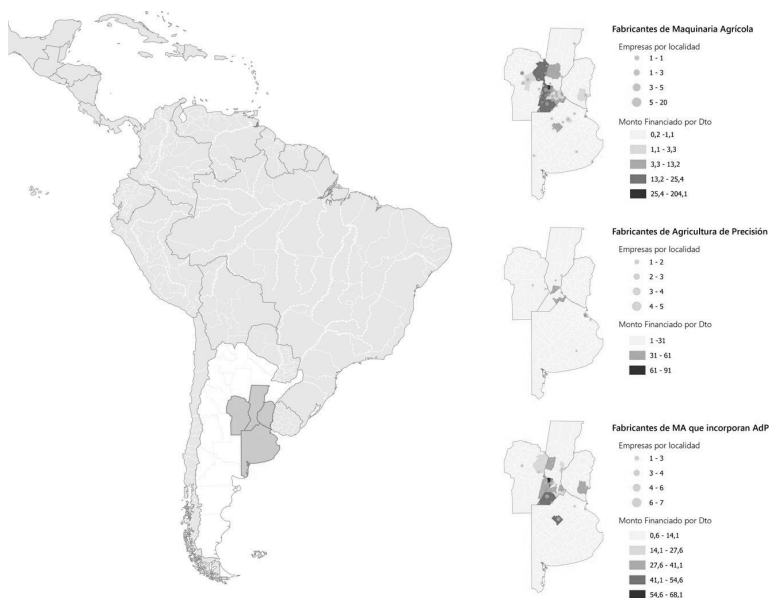 Fabricantes de Maquinaria Agrícola
Empresas por localidad
1 - 1
1 - 3
3 - 5
5 - 20
Monto Financiado por Dto
0,2 -1,1
1,1 - 3,3
3,3 - 13,2
13,2 - 25,4
25,4 - 204,1
Fabricantes de Agricultura de Precisión
Empresas por localidad
1 - 2
2 - 3
3 - 4
4 - 5
Monto Financiado por Dto
1 -31
31 - 61
61 - 91
Fabricantes de MA que incorporan AdP
Empresas por localidad
1 - 3
3 - 4
4 - 6
6 - 7
Monto Financiado por Dto
0,6 - 14,1
14,1 - 27,6
27,6 - 41,1
41,1 - 54,6
54,6 - 68,1